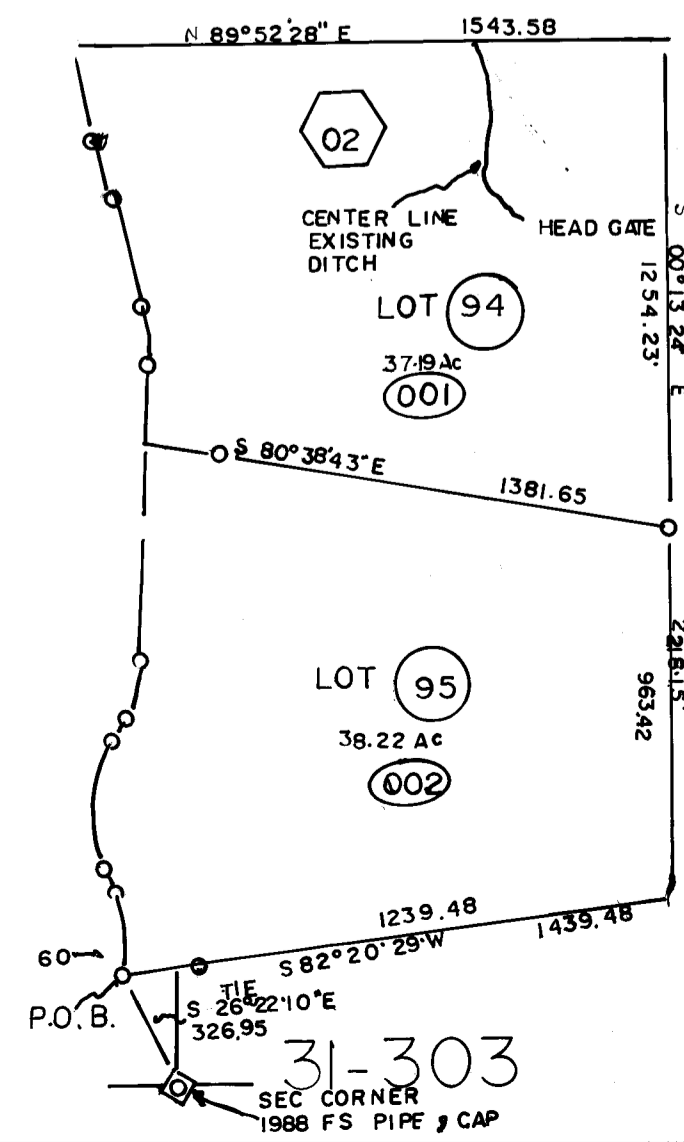 N 89°52'28" E 1543.58
02
CENTER LINE
EXISTING
DITCH
HEAD GATE
S 00°13'24" E
1254.23'
LOT 94
37.19 Ac
001
S 80°38'43" E
1381.65
2218.15'
963.42
LOT 95
38.22 Ac
002
1239.48
1439.48
S 82°20'29" W
60
P.O.B.
TIE
S 26°22'10" E
326.95
31-303
SEC CORNER
1988 FS PIPE & CAP